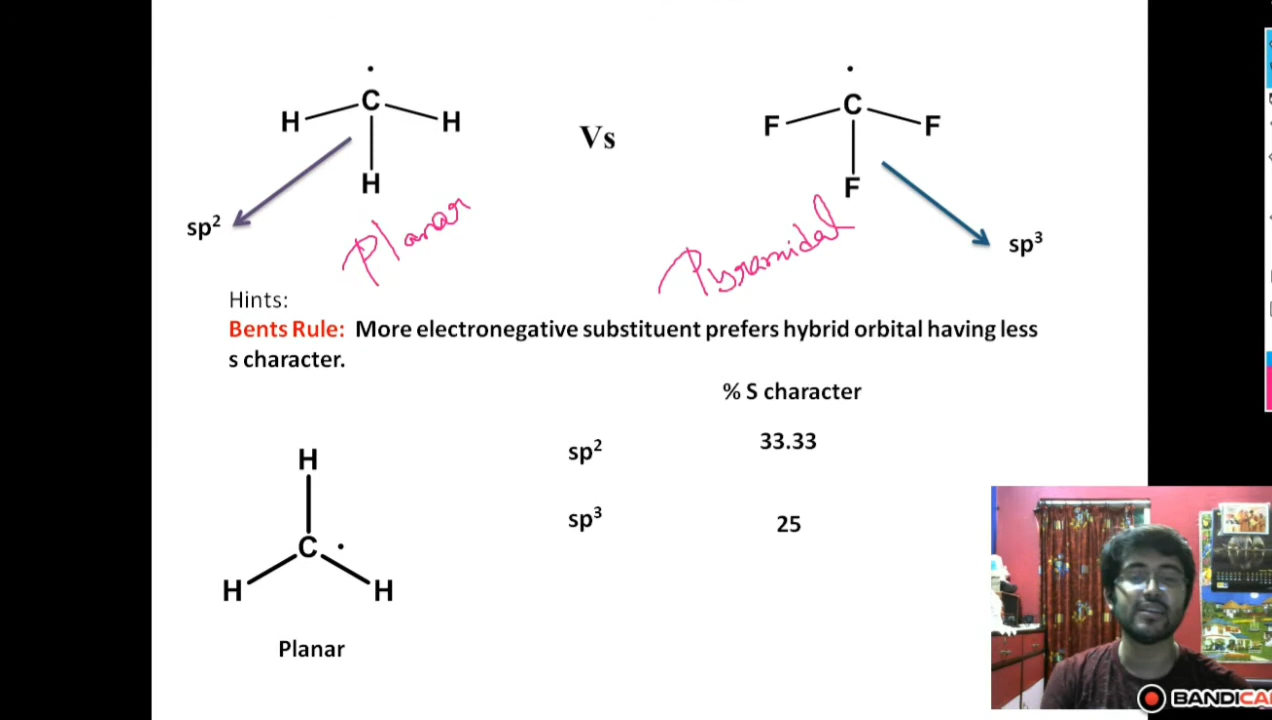 H C H
H
Vs
F C F
F
sp²
Planar
Pyramidal
sp³
Hints:
Bents Rule: More electronegative substituent prefers hybrid orbital having less
s character.
% S character
sp² 33.33
sp³ 25
H
C
H H
Planar
BANDICA